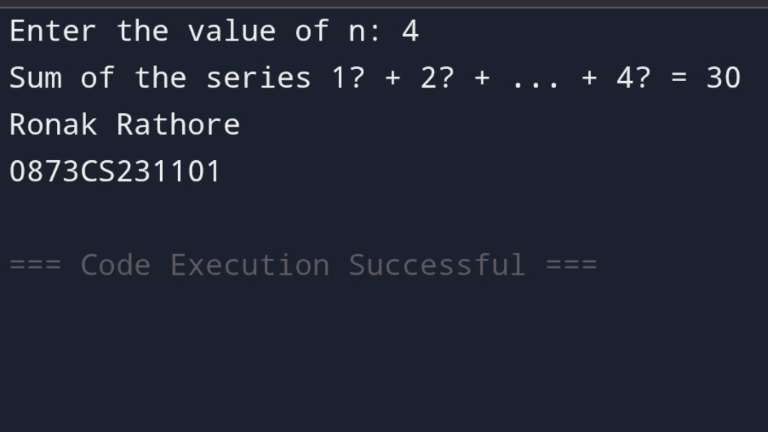 Enter the value of n: 4
Sum of the series 1? + 2? + ... + 4? = 30
Ronak Rathore
0873CS231101
=== Code Execution Successful ===